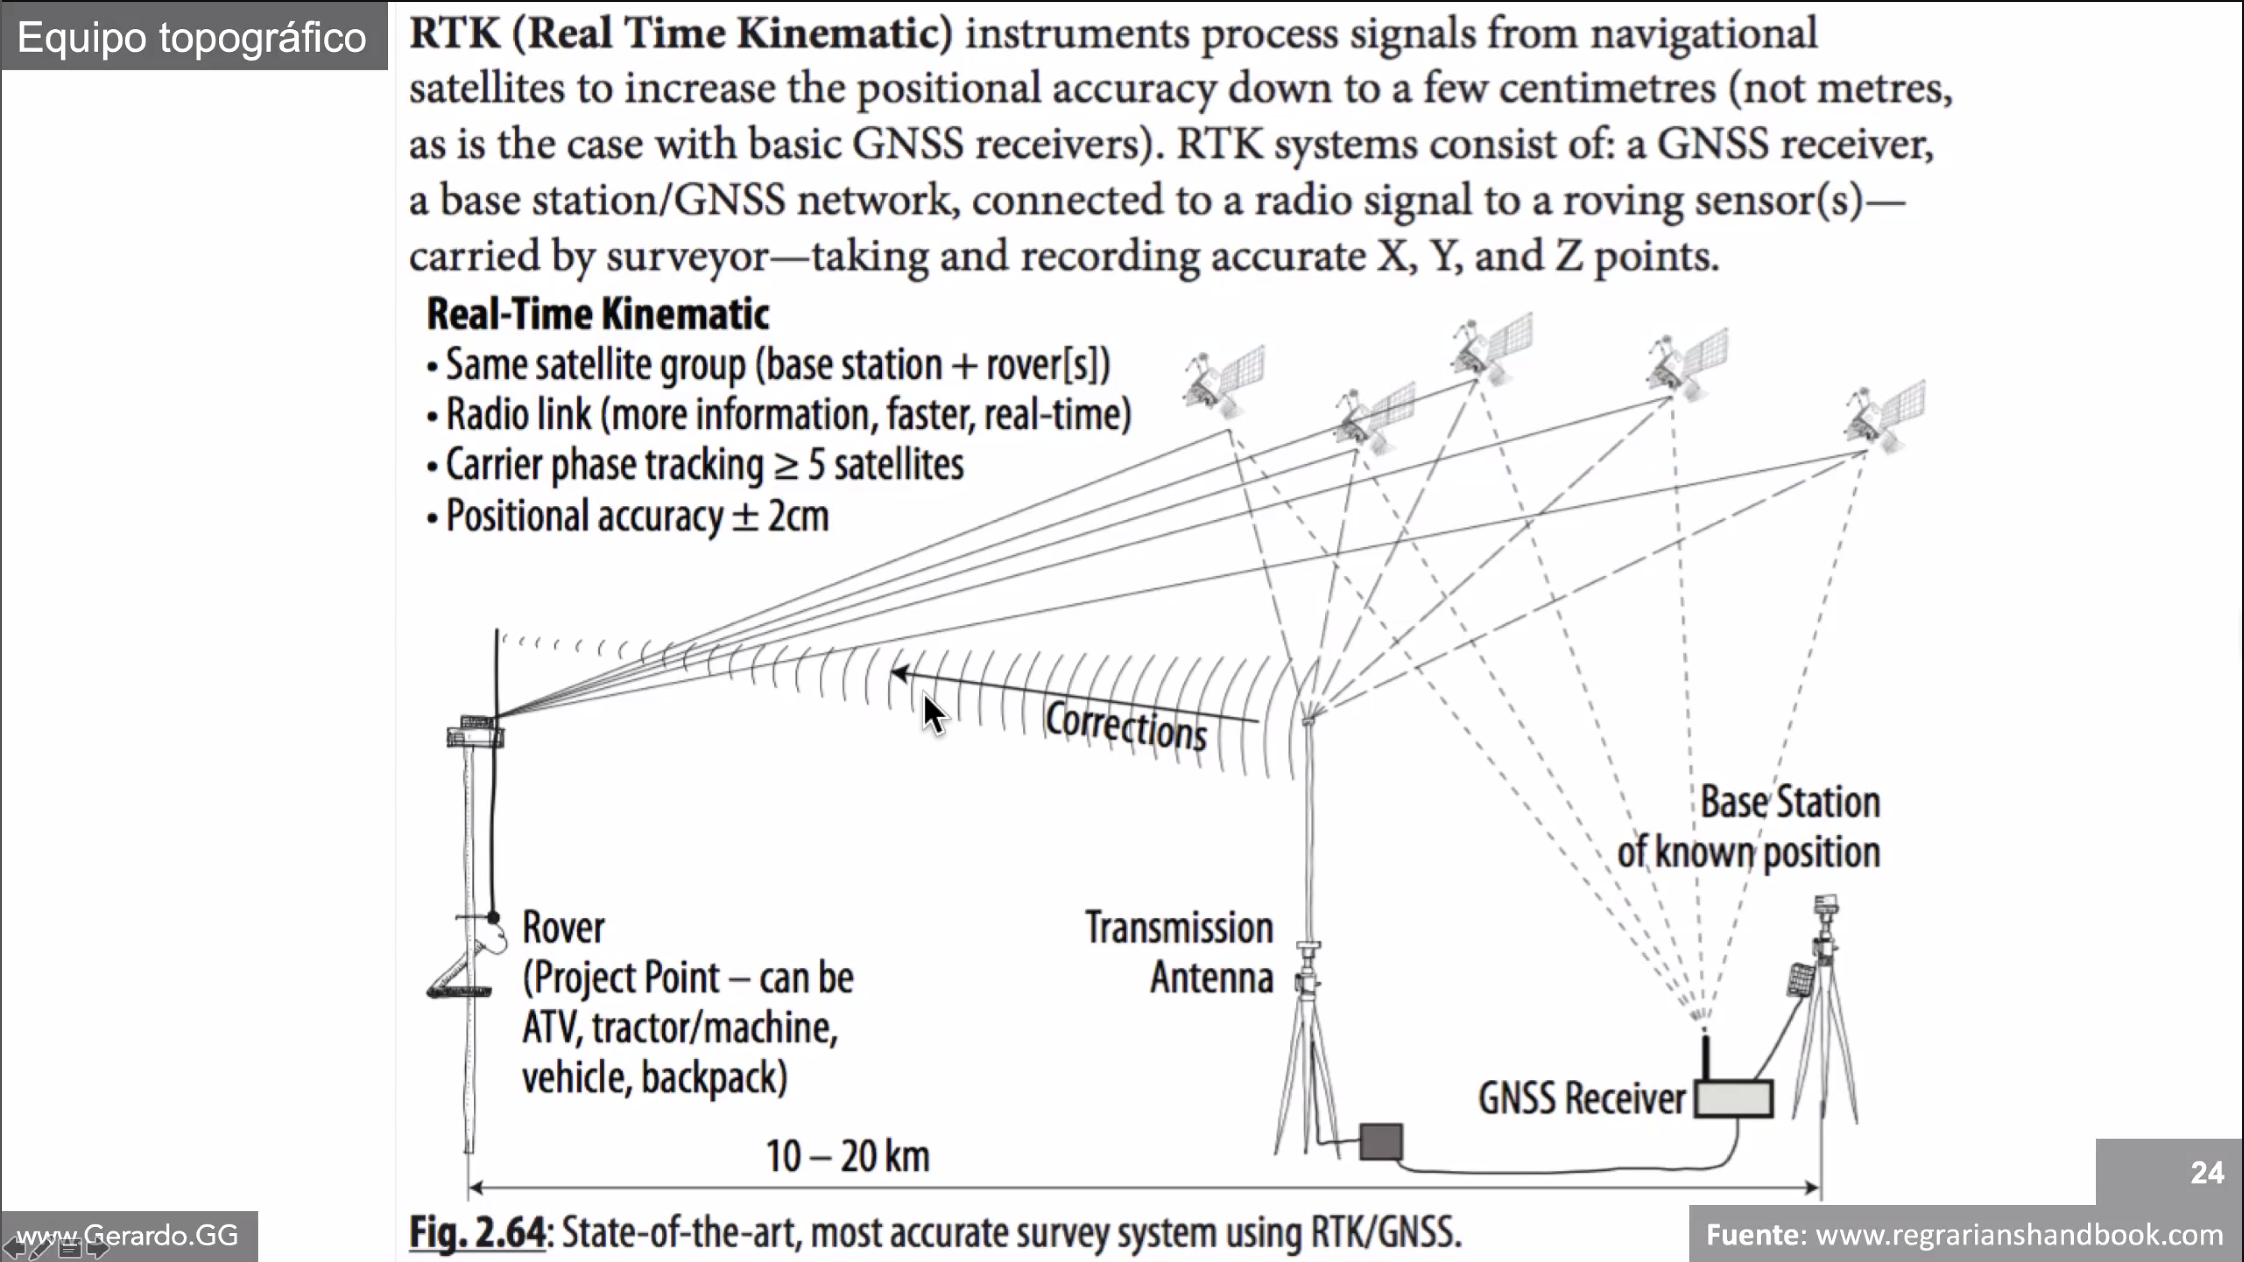 Equipo topográfico
RTK (Real Time Kinematic) instruments process signals from navigational
satellites to increase the positional accuracy down to a few centimetres (not metres,
as is the case with basic GNSS receivers). RTK systems consist of: a GNSS receiver,
a base station/GNSS network, connected to a radio signal to a roving sensor(s)—
carried by surveyor—taking and recording accurate X, Y, and Z points.
Real-Time Kinematic
• Same satellite group (base station + rover[s])
• Radio link (more information, faster, real-time)
• Carrier phase tracking ≥ 5 satellites
• Positional accuracy ± 2cm
Corrections
Base Station
of known position
Rover
(Project Point – can be
ATV, tractor/machine,
vehicle, backpack)
Transmission
Antenna
GNSS Receiver
10 – 20 km
24
Fig. 2.64: State-of-the-art, most accurate survey system using RTK/GNSS.
www.Gerardo.GG
Fuente: www.regrarianshandbook.com